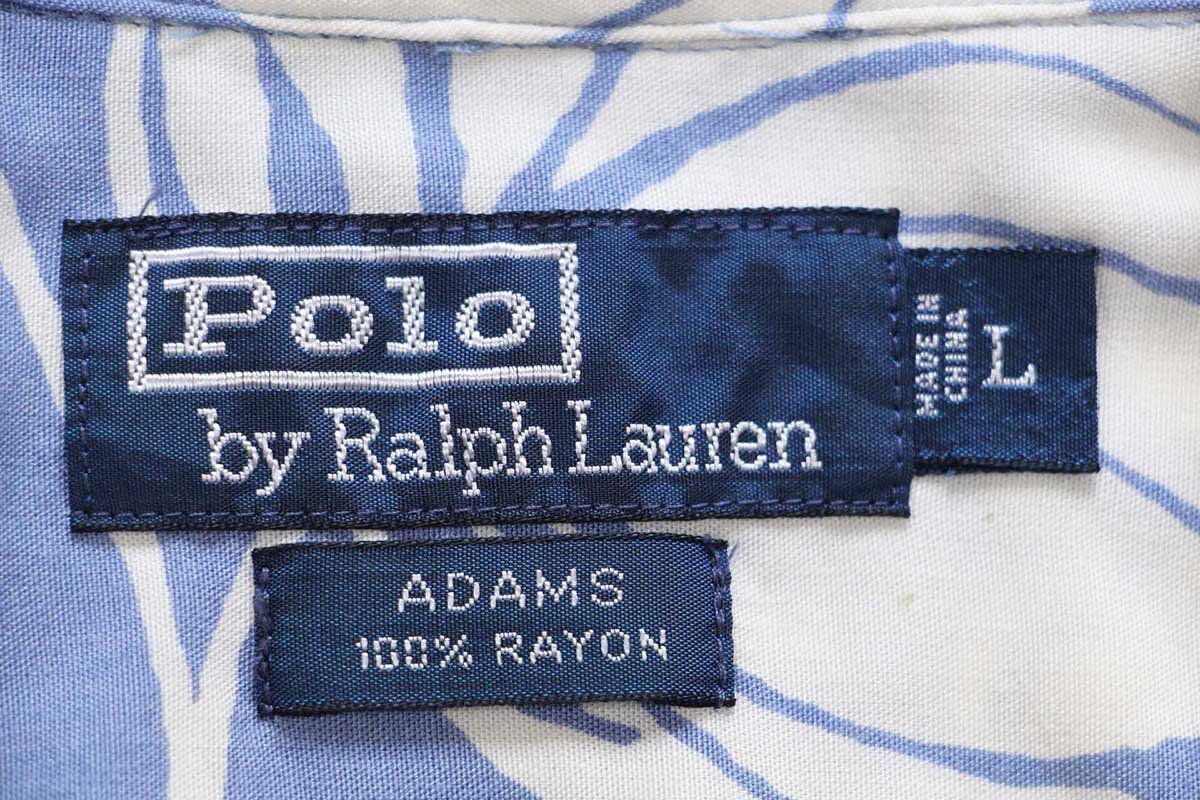 Polo
by Ralph Lauren
MADE IN
CHINA
L
ADAMS
100% RAYON